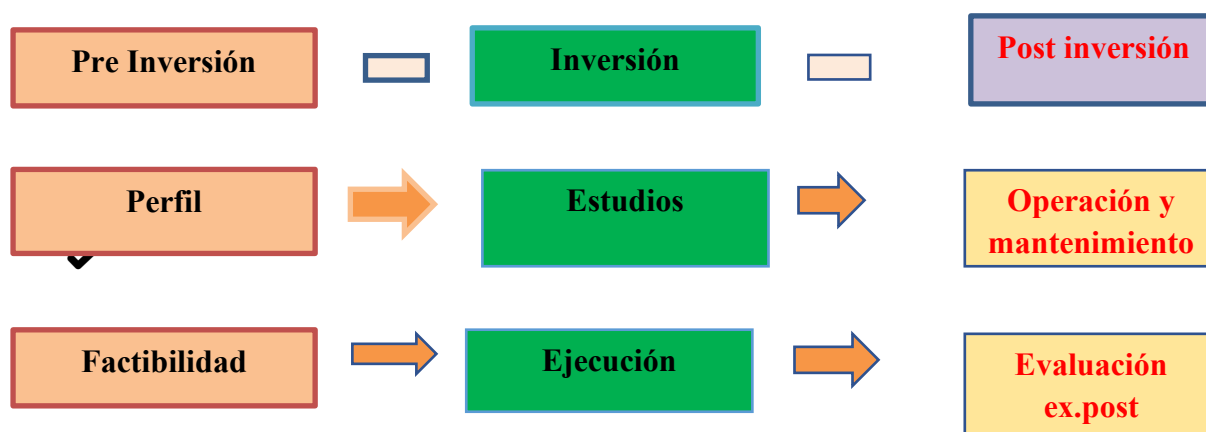 Pre Inversión
Inversión
Post inversión
Perfil
Estudios
Operación y
mantenimiento
Factibilidad
Ejecución
Evaluación
ex.post